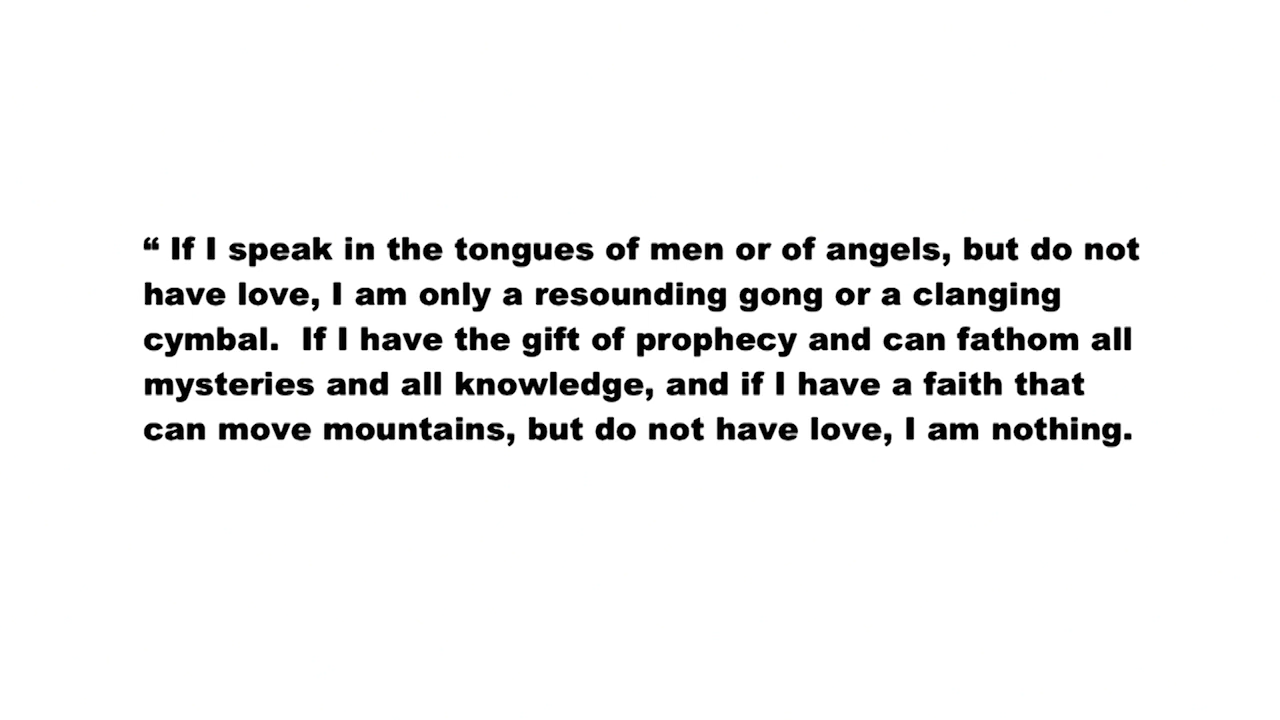 “ If I speak in the tongues of men or of angels, but do not
have love, I am only a resounding gong or a clanging
cymbal.  If I have the gift of prophecy and can fathom all
mysteries and all knowledge, and if I have a faith that
can move mountains, but do not have love, I am nothing.